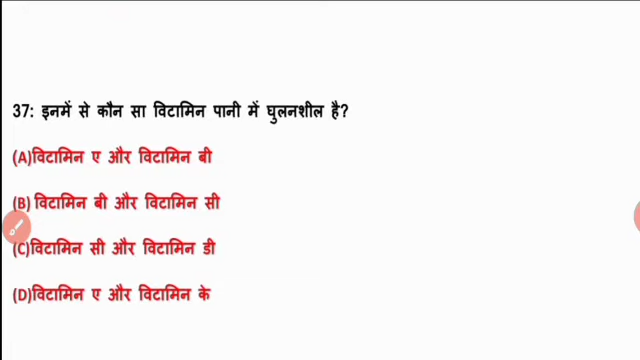 37: इनमें से कौन सा विटामिन पानी में घुलनशील है?
(A)विटामिन ए और विटामिन बी
(B) विटामिन बी और विटामिन सी
(C)विटामिन सी और विटामिन डी
(D)विटामिन ए और विटामिन के